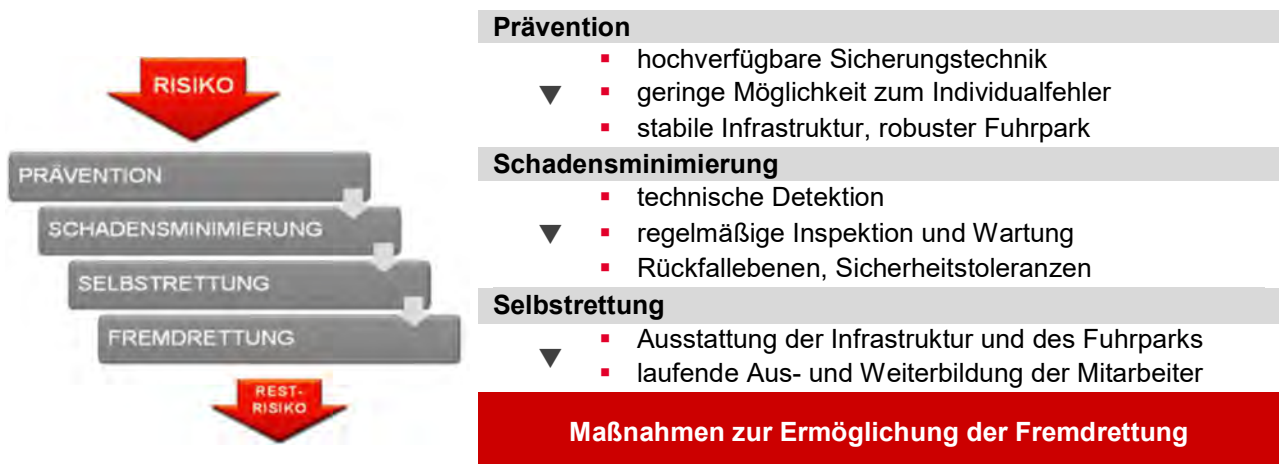 RISIKO
PRÄVENTION
SCHADENSMINIMIERUNG
SELBSTRETTUNG
FREMDRETTUNG
REST-
RISIKO
Prävention
▪ hochverfügbare Sicherungstechnik
▪ geringe Möglichkeit zum Individualfehler
▪ stabile Infrastruktur, robuster Fuhrpark
Schadensminimierung
▪ technische Detektion
▪ regelmäßige Inspektion und Wartung
▪ Rückfallebenen, Sicherheitstoleranzen
Selbstrettung
▪ Ausstattung der Infrastruktur und des Fuhrparks
▪ laufende Aus- und Weiterbildung der Mitarbeiter
Maßnahmen zur Ermöglichung der Fremdrettung